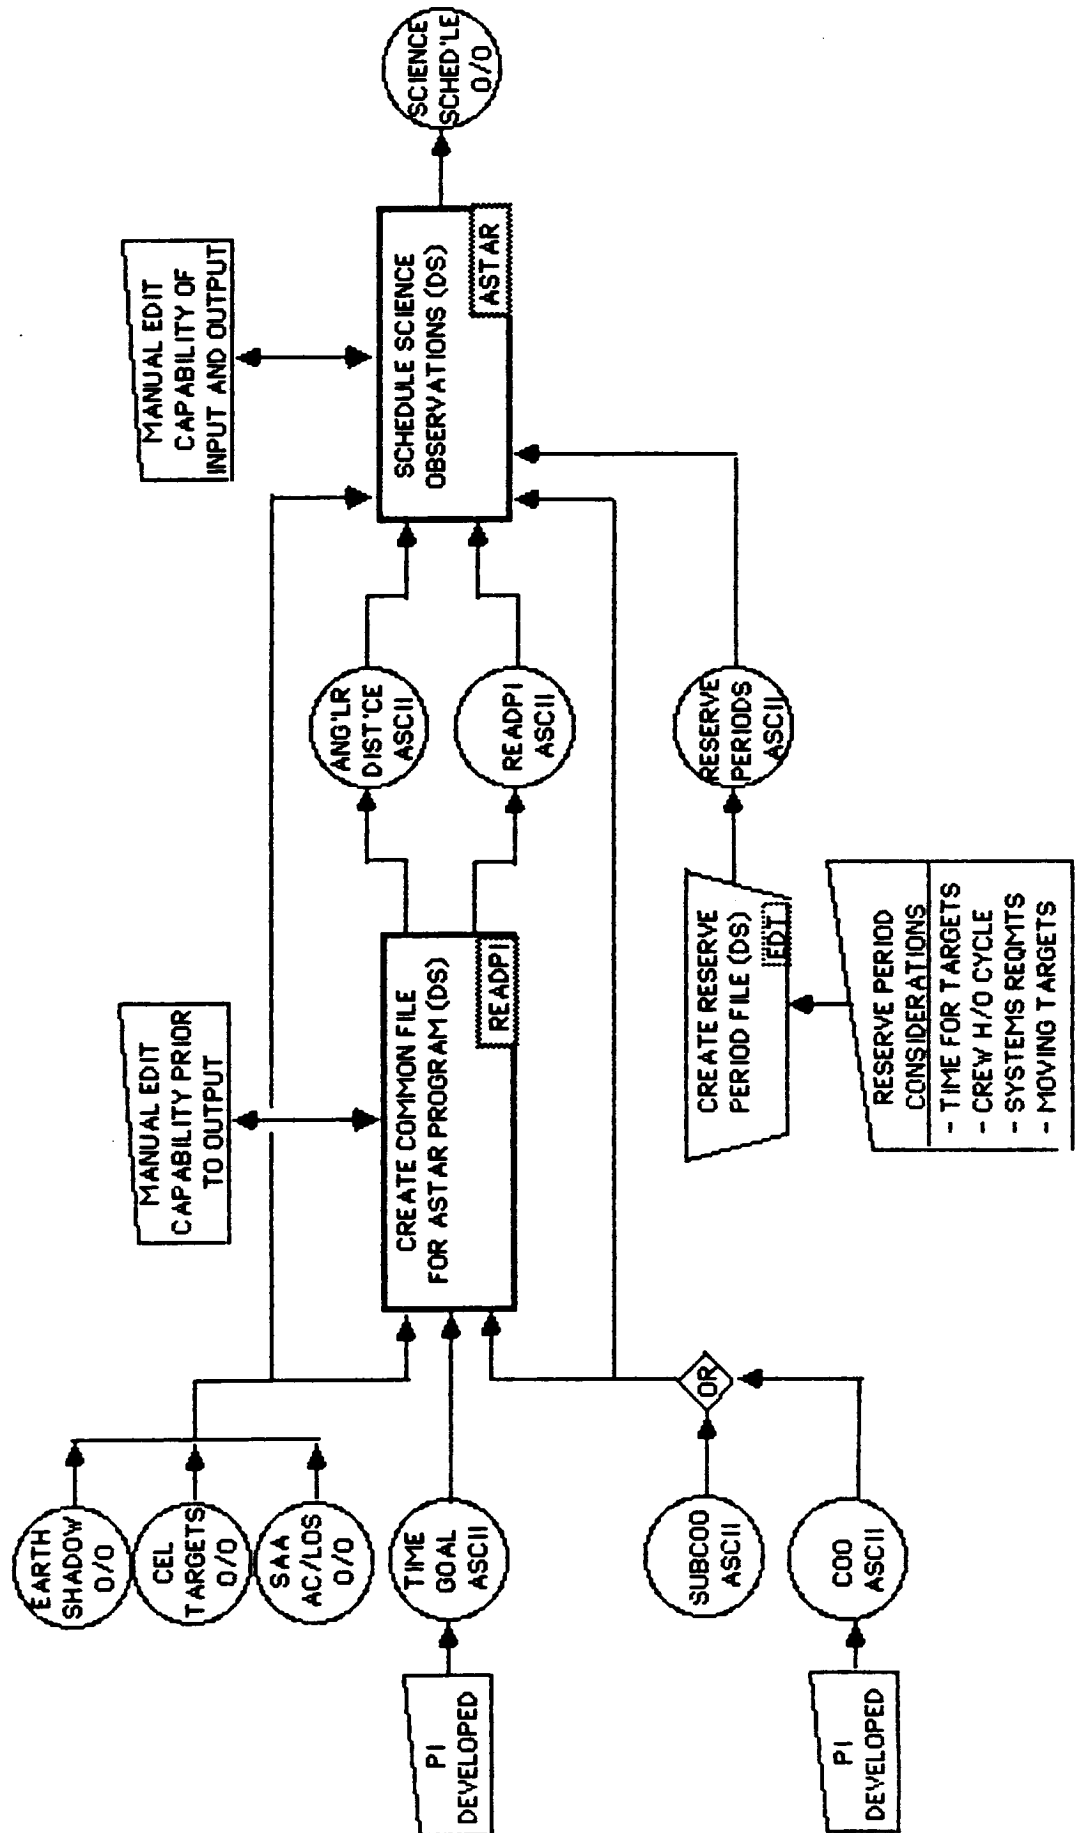 EARTH
SHADOW
O/O
CEL
TARGETS
O/O
SAA
AC/LOS
O/O
PI
DEVELOPED
TIME
GOAL
ASCII
SUBCOD
ASCII
PI
DEVELOPED
COO
ASCII
OR
MANUAL EDIT
CAPABILITY PRIOR
TO OUTPUT
CREATE COMMON FILE
FOR ASTAR PROGRAM (DS)
READPI
ANG'LR
DIST'CE
ASCII
READPI
ASCII
CREATE RESERVE
PERIOD FILE (DS)
EDT
RESERVE PERIOD
CONSIDERATIONS
- TIME FOR TARGETS
- CREW H/O CYCLE
- SYSTEMS REQMTS
- MOVING TARGETS
RESERVE
PERIODS
ASCII
MANUAL EDIT
CAPABILITY OF
INPUT AND OUTPUT
SCHEDULE SCIENCE
OBSERVATIONS (DS)
ASTAR
SCIENCE
SCHED'LE
O/O